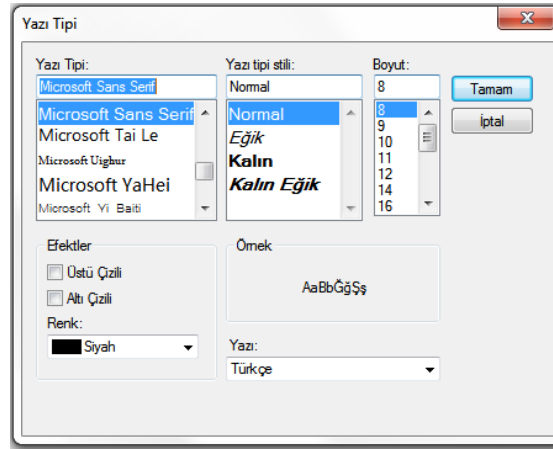 Yazı Tipi
Yazı Tipi:
Microsoft Sans Serif
Microsoft Sans Serif
Microsoft Tai Le
Microsoft Uighur
Microsoft YaHei
Microsoft Yi Baiti
Yazı tipi stili:
Normal
Normal
Eğik
Kalın
Kalın Eğik
Boyut:
8
8
9
10
11
12
14
16
Tamam
İptal
Efektler
Üstü Çizili
Altı Çizili
Renk:
Siyah
Örnek
AaBbĞğŞş
Yazı:
Türkçe